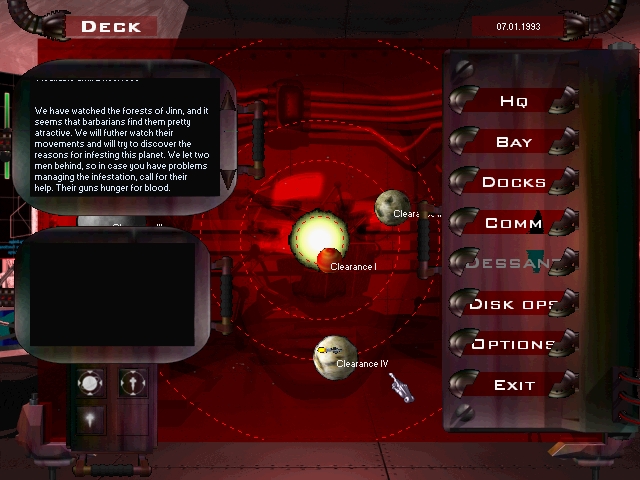 Deck
07.01.1993
We have watched the forests of Jinn, and it
seems that barbarians find them pretty
atractive. We will futher watch their
movements and will try to discover the
reasons for infesting this planet. We let two
men behind, so in case you have problems
managing the infestation, call for their
help. Their guns hunger for blood.
Clearance I
Clearance IV
HQ
Bay
Docks
Comm
Dessant
Disk ops
Options
Exit